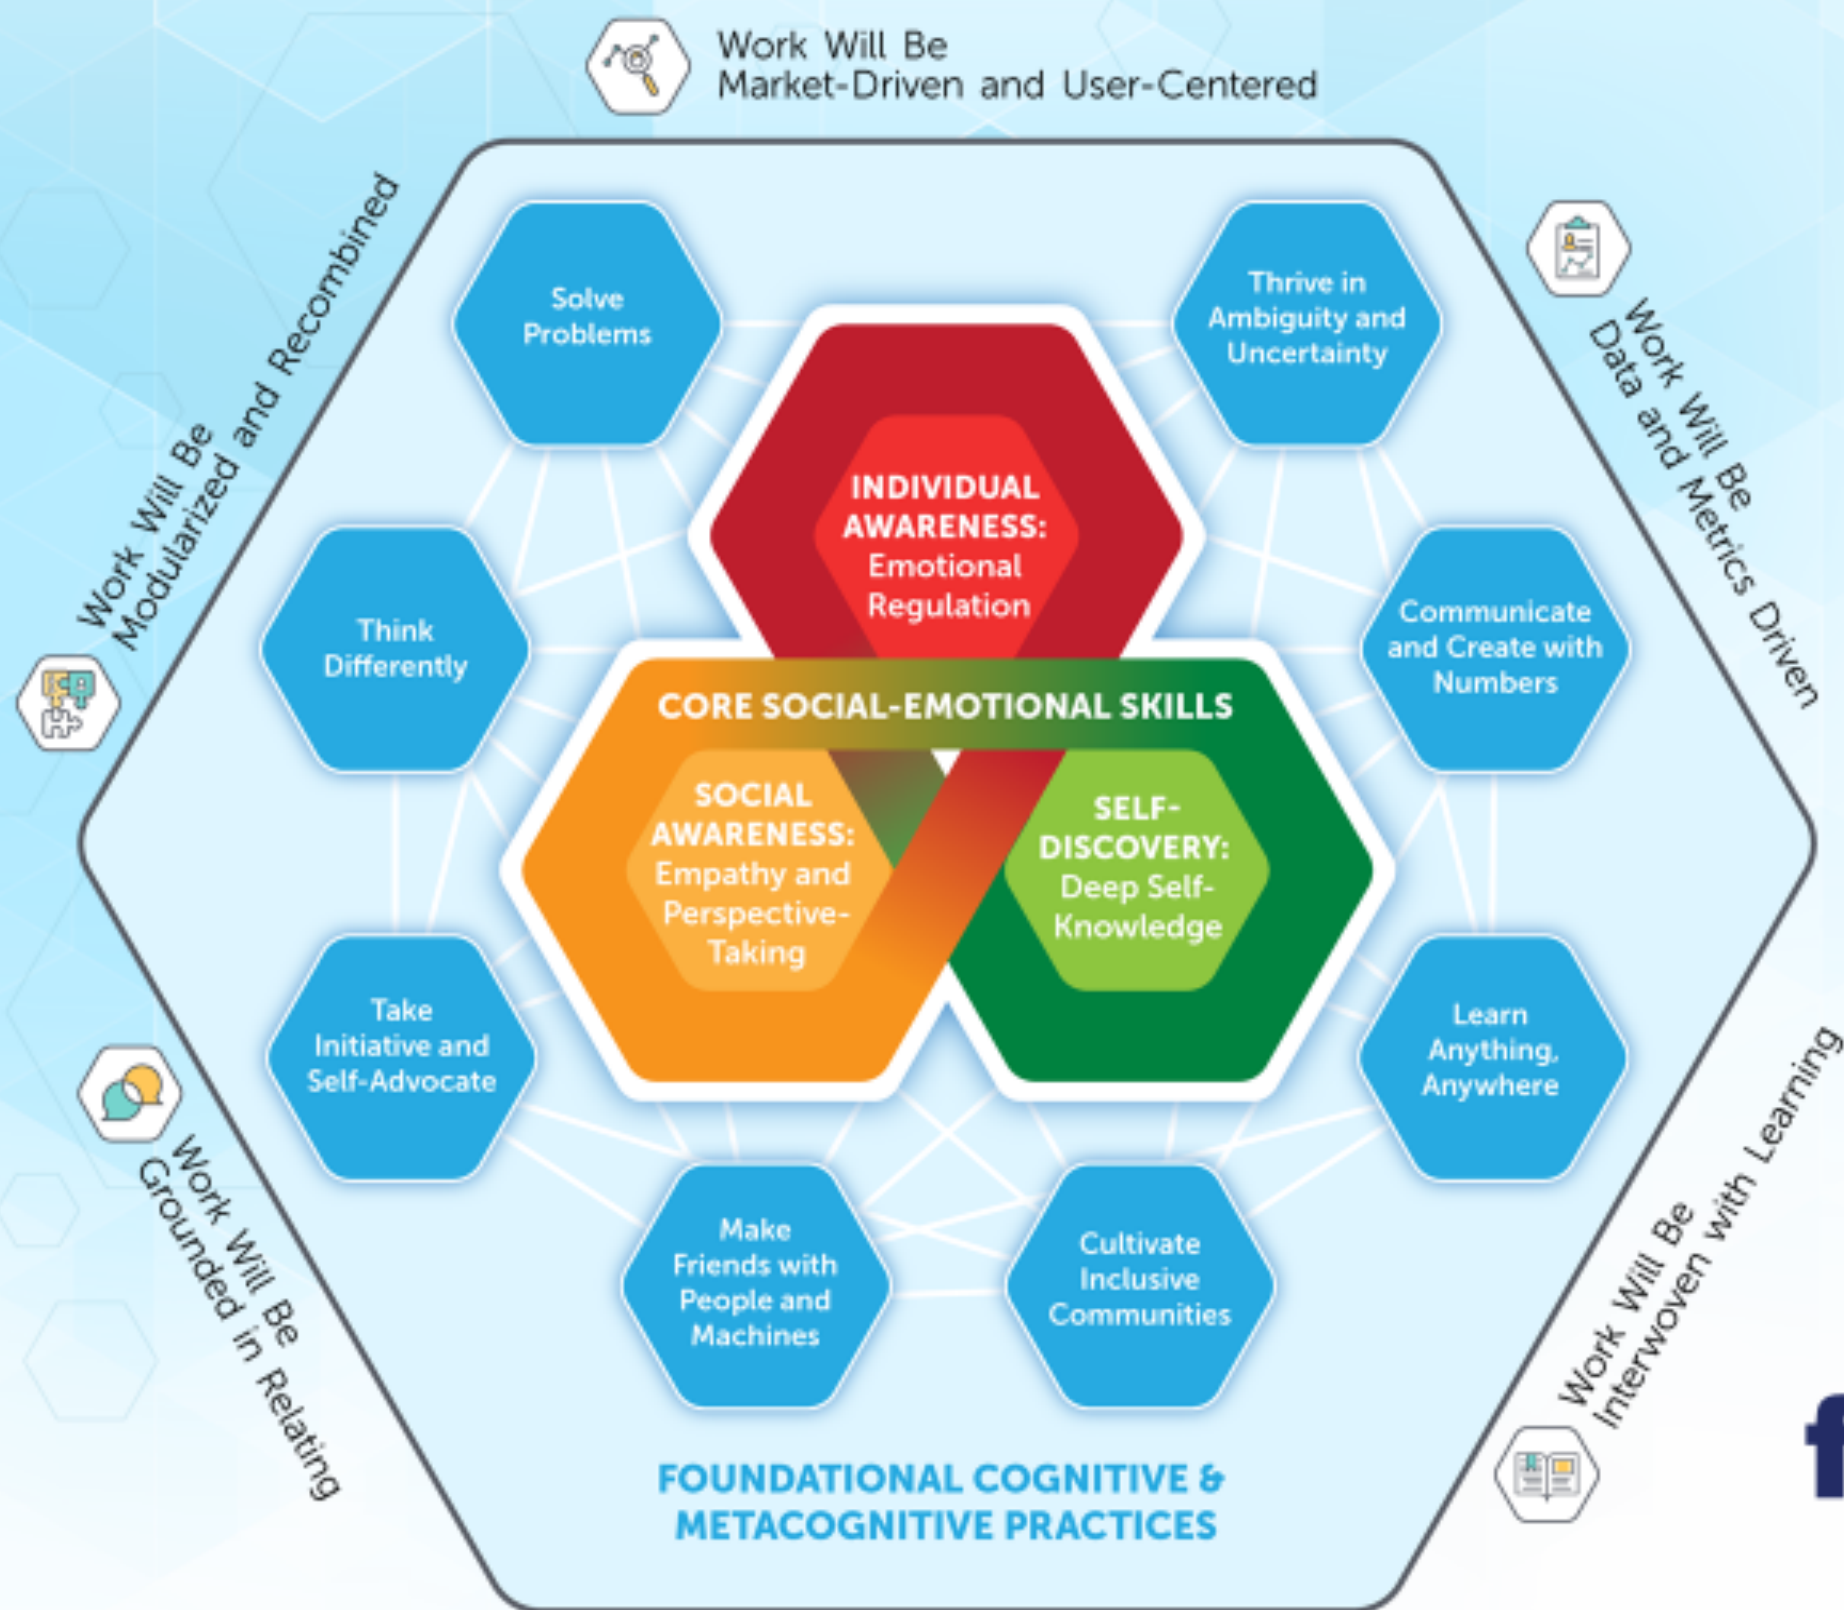 Work Will Be
Market-Driven and User-Centered
Work Will Be
Modularized and Recombined
Work Will Be
Data and Metrics Driven
Solve
Problems
Thrive in
Ambiguity and
Uncertainty
INDIVIDUAL
AWARENESS:
Emotional
Regulation
Think
Differently
Communicate
and Create with
Numbers
CORE SOCIAL-EMOTIONAL SKILLS
SOCIAL
AWARENESS:
Empathy and
Perspective-
Taking
SELF-
DISCOVERY:
Deep Self-
Knowledge
Take
Initiative and
Self-Advocate
Learn
Anything,
Anywhere
Make
Friends with
People and
Machines
Cultivate
Inclusive
Communities
Work Will Be
Grounded in Relating
Work Will Be
Interwoven with Learning
f
FOUNDATIONAL COGNITIVE &
METACOGNITIVE PRACTICES